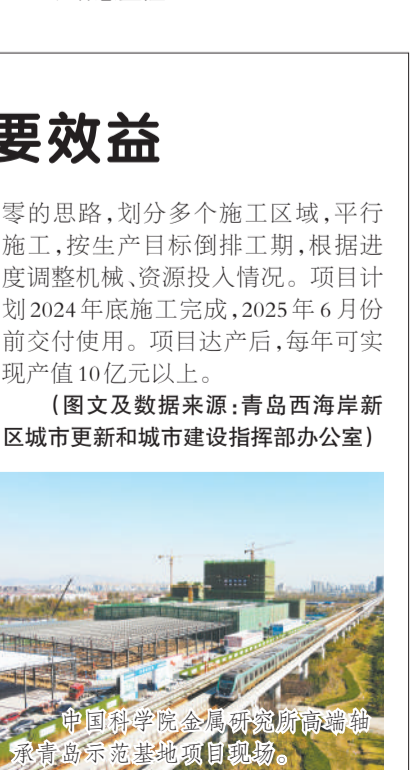 要效益
零的思路,划分多个施工区域,平行
施工,按生产目标倒排工期,根据进
度调整机械、资源投入情况。项目计
划2024年底施工完成,2025年6月份
前交付使用。项目达产后,每年可实
现产值10亿元以上。
(图文及数据来源:青岛西海岸新
区城市更新和城市建设指挥部办公室)
中国科学院金属研究所高端轴
承青岛示范基地项目现场。